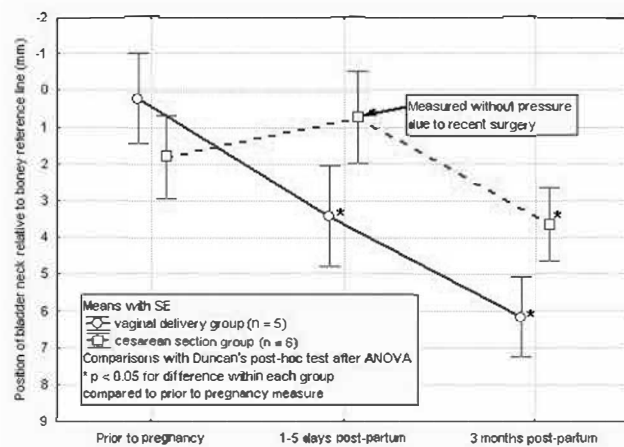 Position of bladder neck relative to boney reference line (mm)
-2
-1
0
1
2
3
4
5
6
7
8
9
Measured without pressure
due to recent surgery
*
*
*
Means with SE
vaginal delivery group (n = 5)
cesarean section group (n = 6)
Comparisons with Duncan's post-hoc test after ANOVA
* p < 0.05 for difference within each group
compared to prior to pregnancy measure
Prior to pregnancy
1-5 days post-partum
3 months post-partum